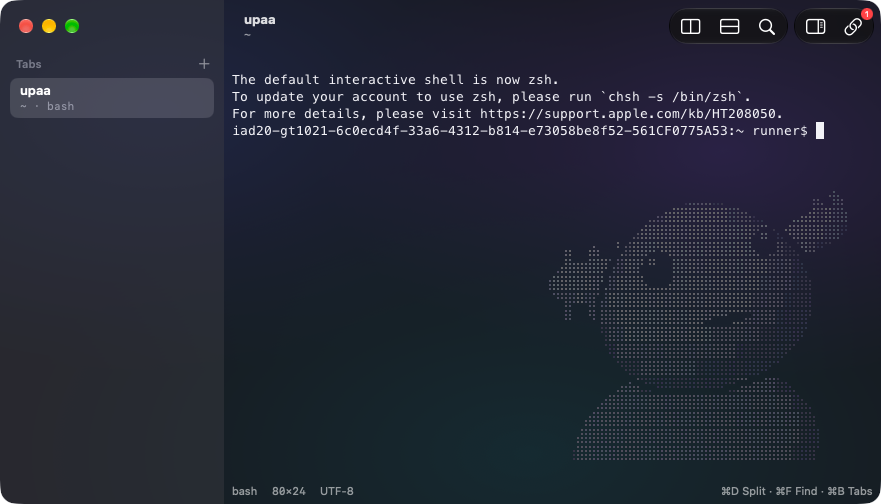 upaa
~
1
Tabs
upaa
~ · bash
The default interactive shell is now zsh.
To update your account to use zsh, please run `chsh -s /bin/zsh`.
For more details, please visit https://support.apple.com/kb/HT208050.
iad20-gt1021-6c0ecd4f-33a6-4312-b814-e73058be8f52-561CF0775A53:~ runner$
bash 80×24 UTF-8
⌘D Split · ⌘F Find · ⌘B Tabs